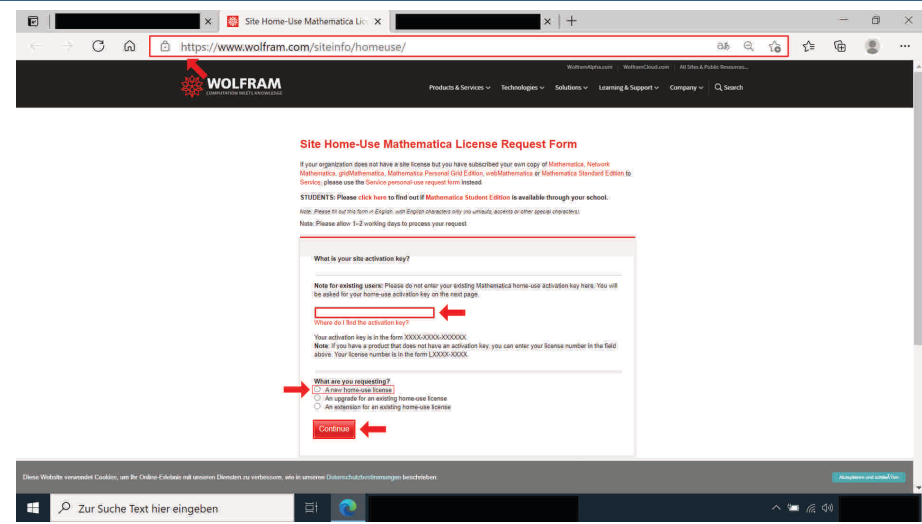 Site Home-Use Mathematica Lic
https://www.wolfram.com/siteinfo/homeuse/
WolframAlpha.com WolframCloud.com All Sites & Public Resources...
WOLFRAM
COMPUTATION MEETS KNOWLEDGE
Products & Services Technologies Solutions Learning & Support Company Search
Site Home-Use Mathematica License Request Form
If your organization does not have a site license but you have subscribed your own copy of Mathematica, Network
Mathematica, gridMathematica, Mathematica Personal Grid Edition, webMathematica or Mathematica Standard Edition to
Service, please use the Service personal-use request form instead.
STUDENTS: Please click here to find out if Mathematica Student Edition is available through your school.
Note: Please fill out this form in English, with English characters only (no umlauts, accents or other special characters).
Note: Please allow 1–2 working days to process your request.
What is your site activation key?
Note for existing users: Please do not enter your existing Mathematica home-use activation key here. You will
be asked for your home-use activation key on the next page.
Where do I find the activation key?
Your activation key is in the form XXXX-XXXX-XXXXXX.
Note: If you have a product that does not have an activation key, you can enter your license number in the field
above. Your license number is in the form LXXXX-XXXX.
What are you requesting?
A new home-use license
An upgrade for an existing home-use license
An extension for an existing home-use license
Continue
Diese Website verwendet Cookies, um Ihr Online-Erlebnis mit unseren Diensten zu verbessern, wie in unseren Datenschutzbestimmungen beschrieben.
Akzeptieren und
Zur Suche Text hier eingeben